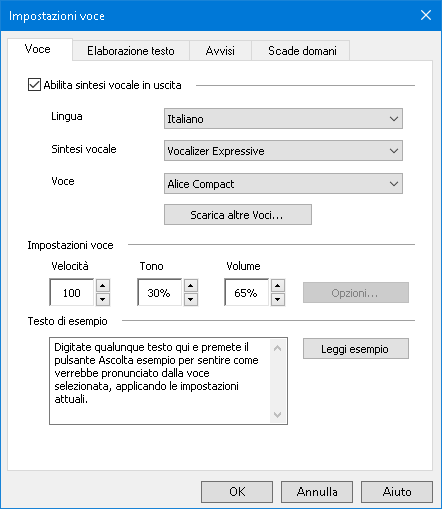 Impostazioni voce
Voce Elaborazione testo Avvisi Scade domani
Abilita sintesi vocale in uscita
Lingua Italiano
Sintesi vocale Vocalizer Expressive
Voce Alice Compact
Scarica altre Voci...
Impostazioni voce
Velocità Tono Volume
100 30% 65% Opzioni...
Testo di esempio
Digitate qualunque testo qui e premete il
pulsante Ascolta esempio per sentire come
verrebbe pronunciato dalla voce
selezionata, applicando le impostazioni
attuali.
Leggi esempio
OK Annulla Aiuto